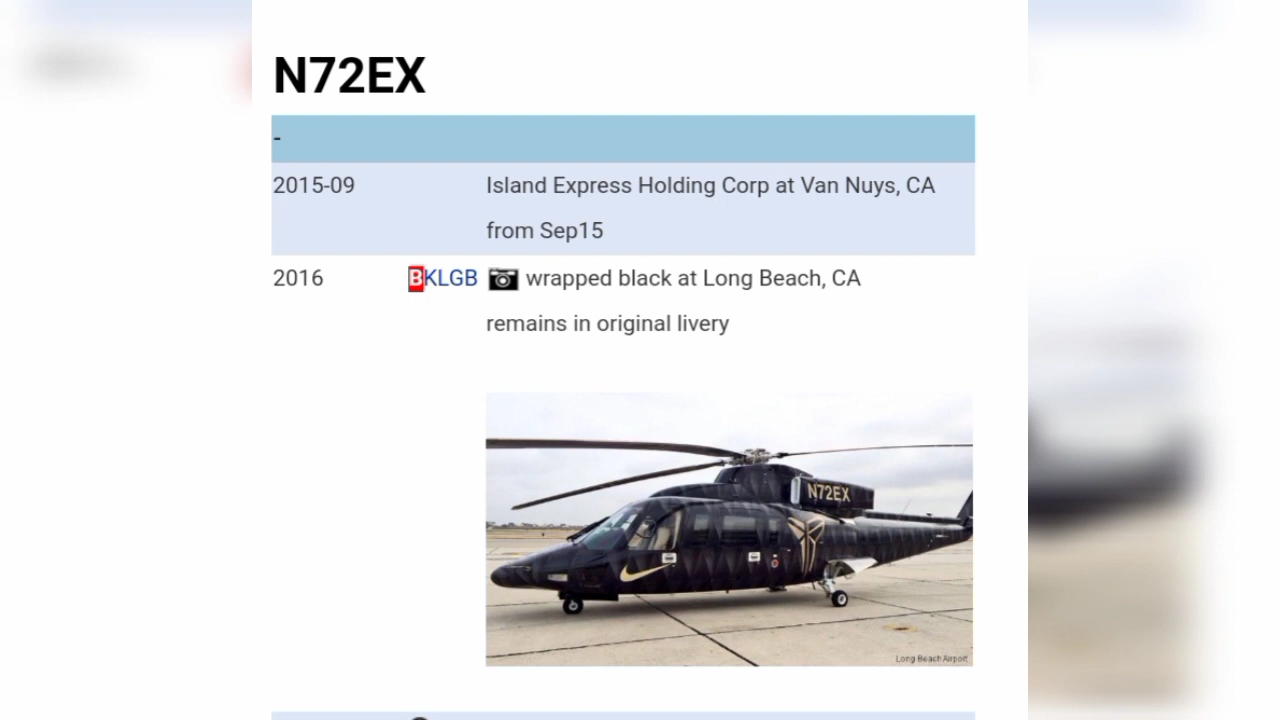 N72EX
-
2015-09 Island Express Holding Corp at Van Nuys, CA
from Sep15
2016 BKLGB wrapped black at Long Beach, CA
remains in original livery
N72EX
Long Beach Airport